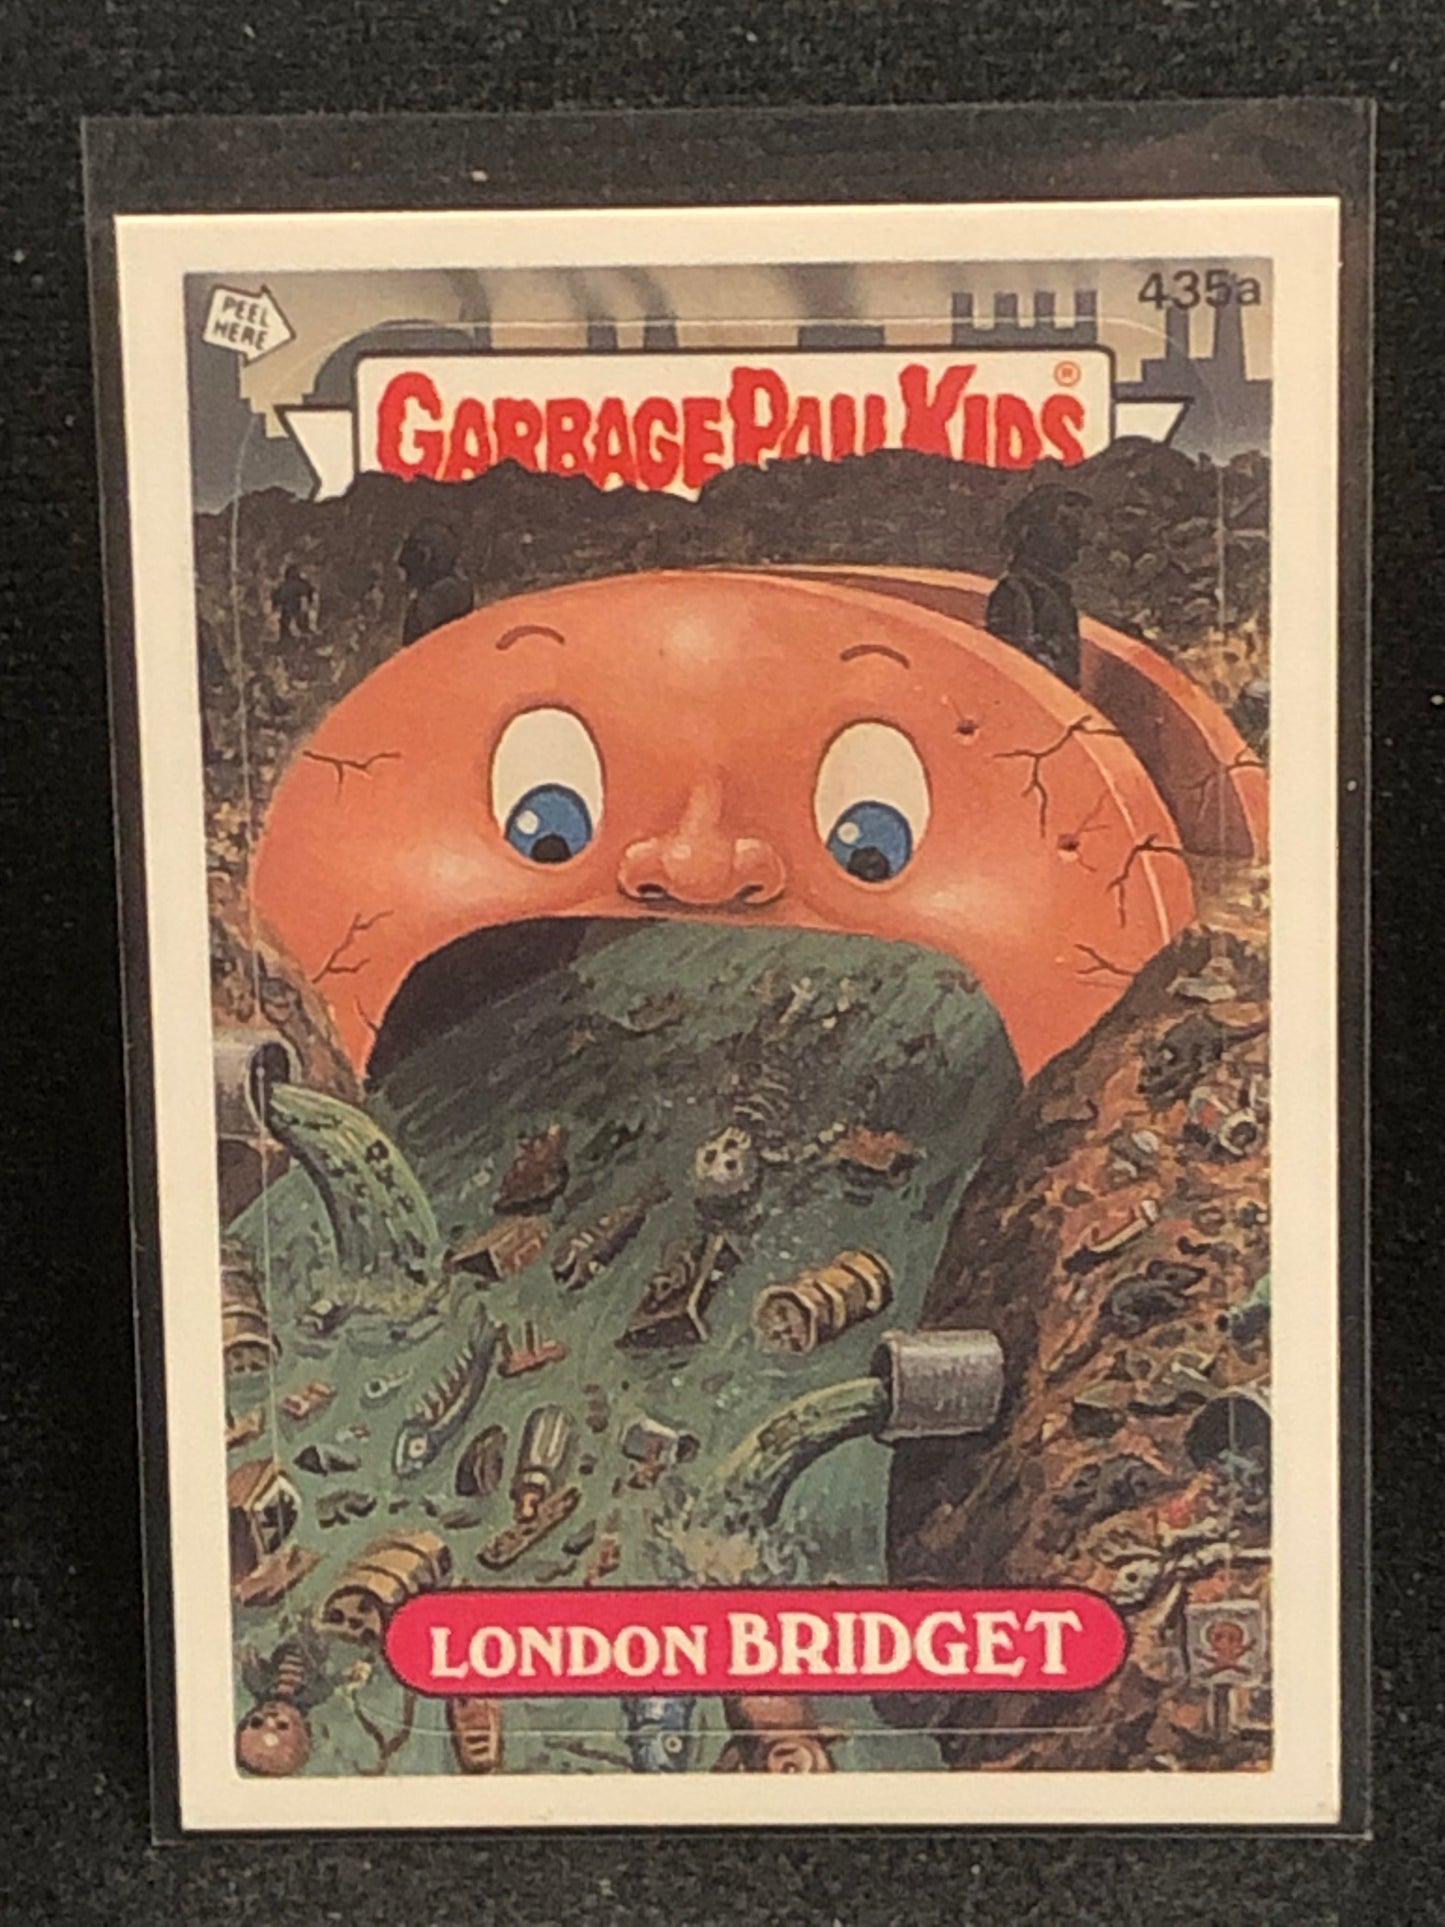 PEEL
HERE
435a
GARBAGE PAIL KIDS®
LONDON BRIDGET